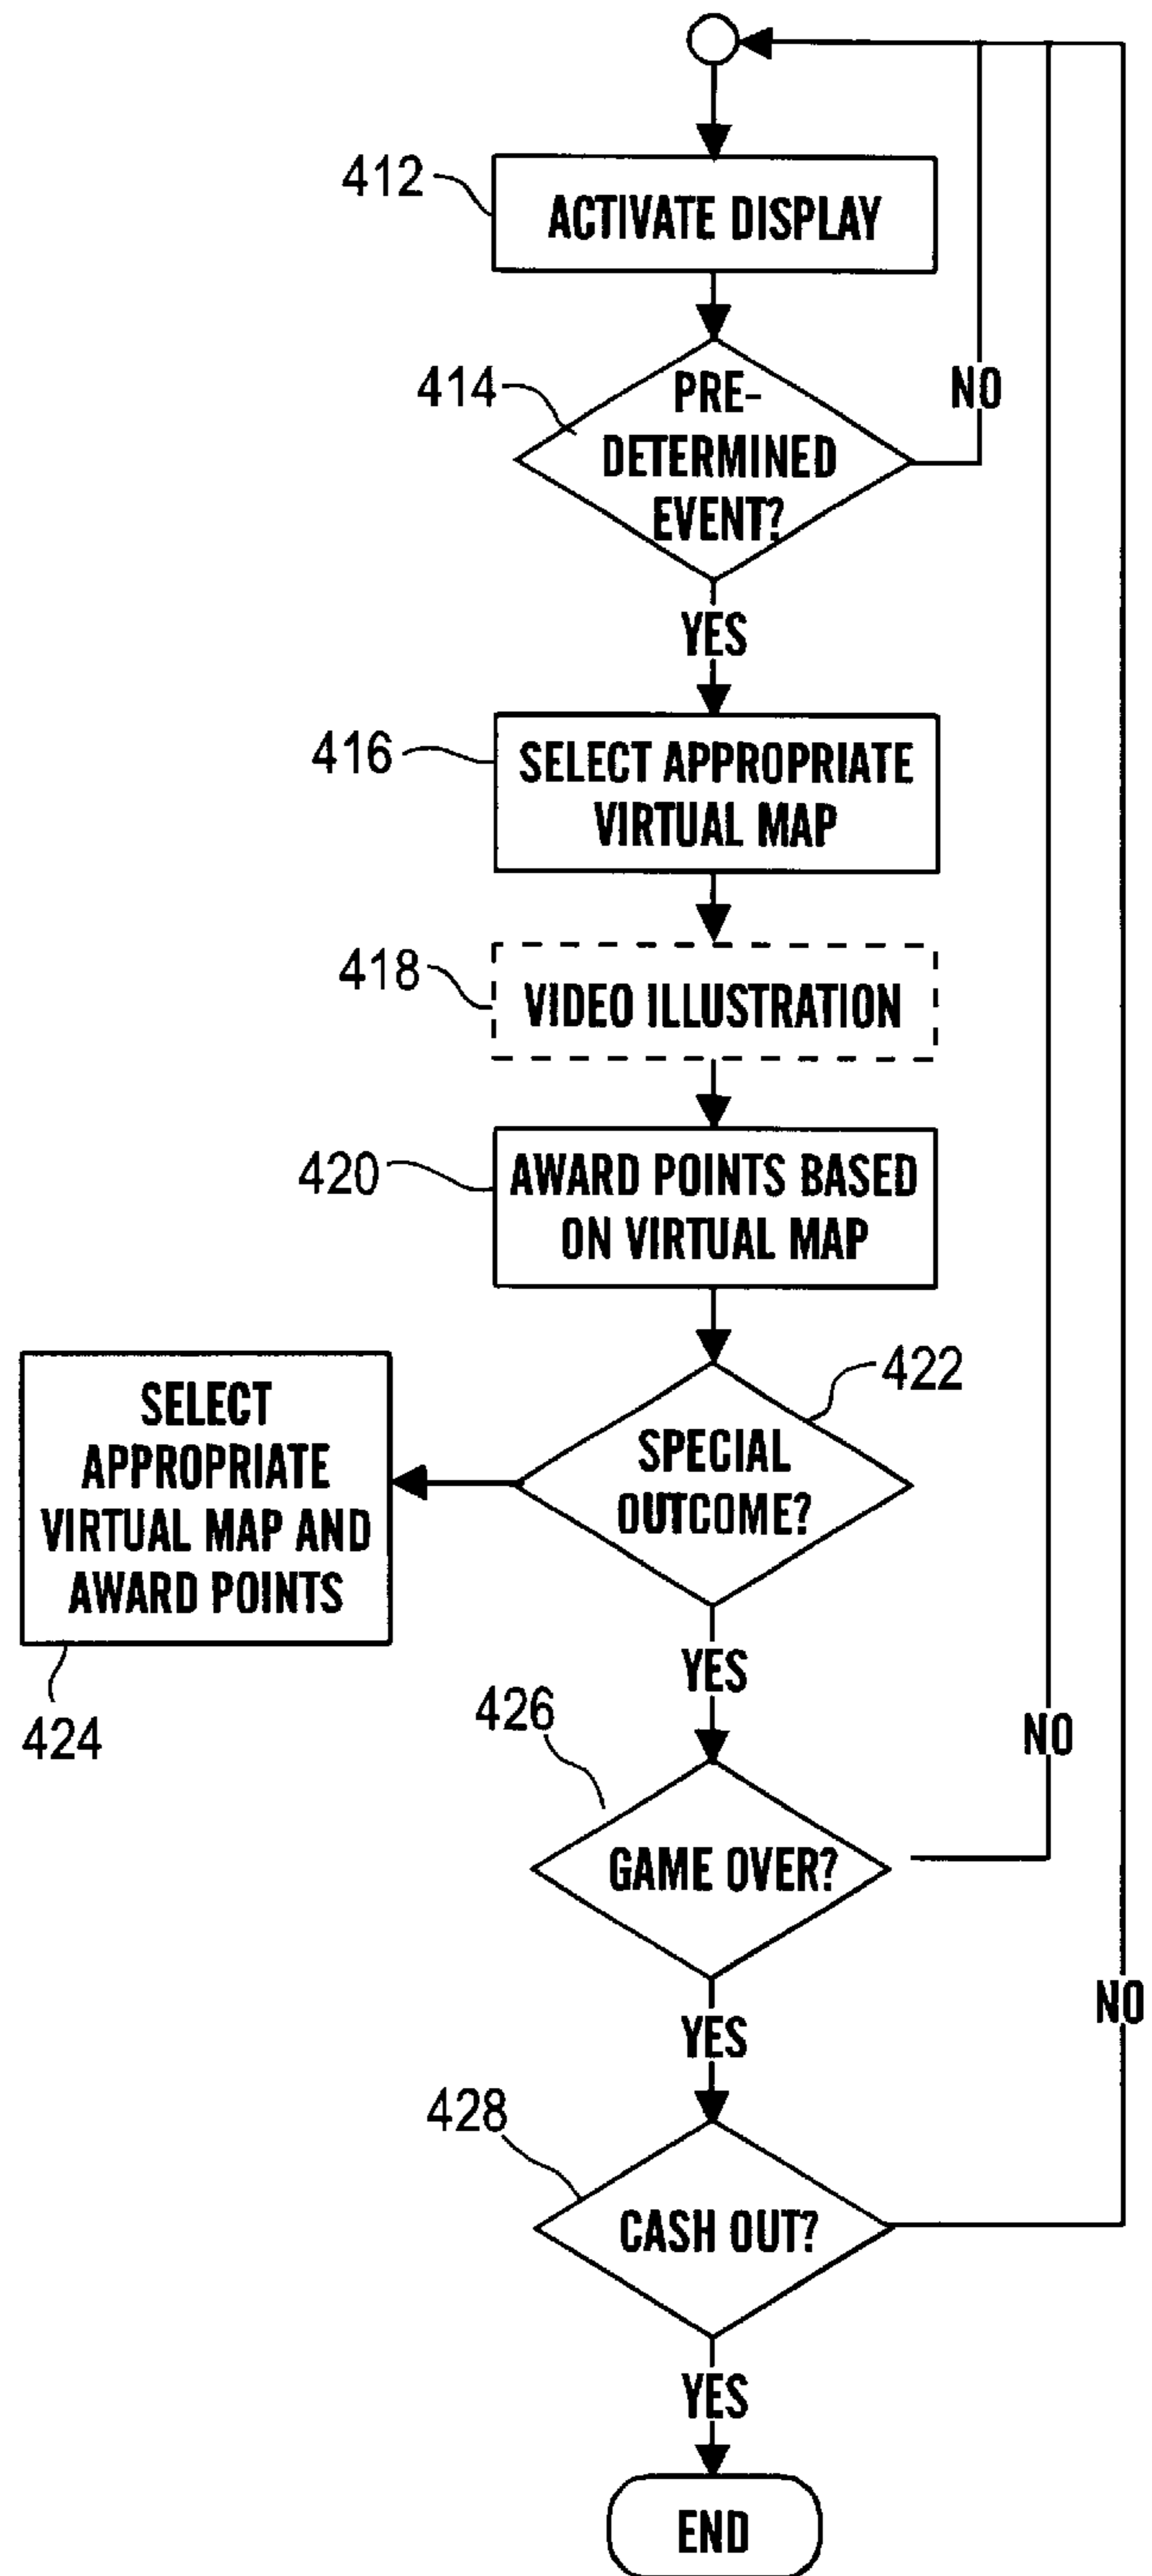 412
ACTIVATE DISPLAY
414
PRE-
DETERMINED
EVENT?
NO
YES
416
SELECT APPROPRIATE
VIRTUAL MAP
418
VIDEO ILLUSTRATION
420
AWARD POINTS BASED
ON VIRTUAL MAP
422
SPECIAL
OUTCOME?
SELECT
APPROPRIATE
VIRTUAL MAP AND
AWARD POINTS
424
YES
426
GAME OVER?
NO
YES
NO
428
CASH OUT?
YES
END